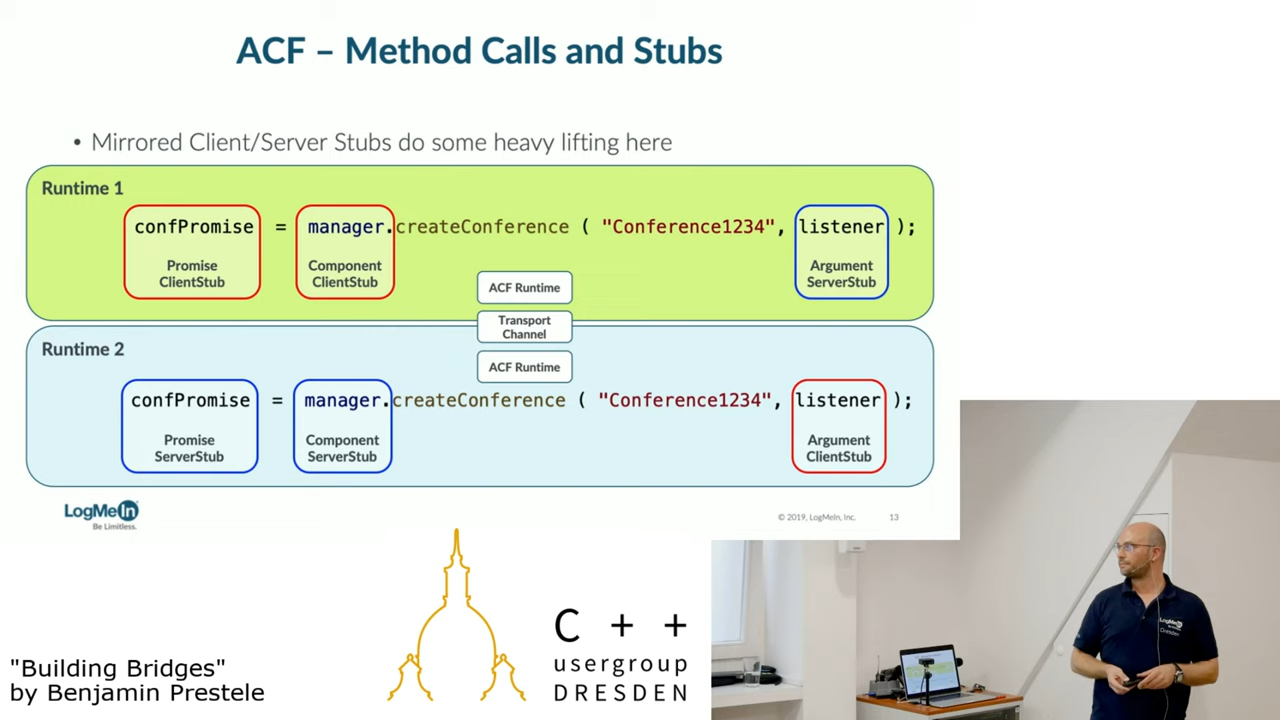 ACF – Method Calls and Stubs
• Mirrored Client/Server Stubs do some heavy lifting here
Runtime 1
confPromise = manager.createConference ( "Conference1234", listener );
Promise
ClientStub
Component
ClientStub
Argument
ServerStub
ACF Runtime
Transport
Channel
ACF Runtime
Runtime 2
confPromise = manager.createConference ( "Conference1234", listener );
Promise
ServerStub
Component
ServerStub
Argument
ClientStub
LogMeIn
Be Limitless.
© 2019, LogMeIn, Inc. 13
"Building Bridges"
by Benjamin Prestele
C + +
usergroup
DRESDEN
LogMeIn
Dresden